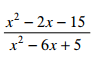 x² – 2x – 15
x² – 6x + 5